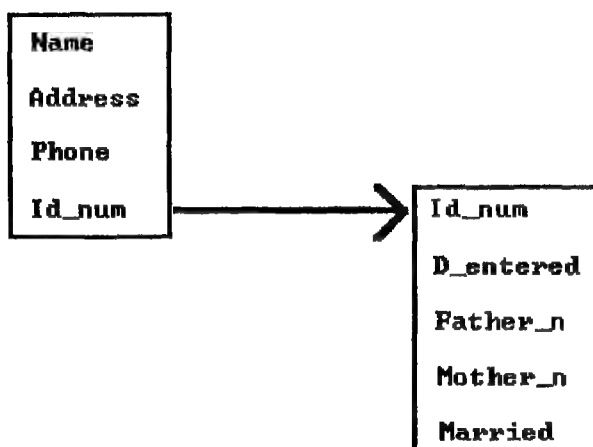 Name
Address
Phone
Id_num
Id_num
D_entered
Father_n
Mother_n
Married